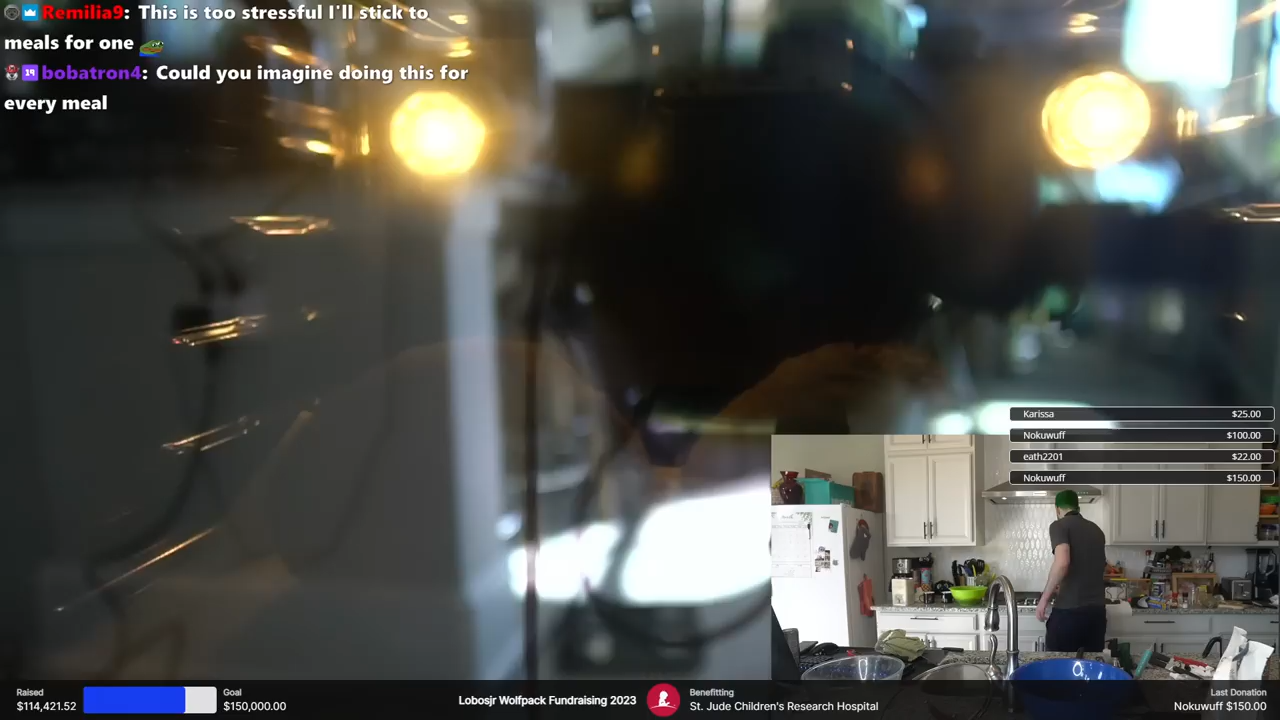 Remilia9: This is too stressful I'll stick to
meals for one
19 bobatron4: Could you imagine doing this for
every meal
Karissa $25.00
Nokuwuff $100.00
eath2201 $22.00
Nokuwuff $150.00
Raised
$114,421.52
Goal
$150,000.00
Lobosjr Wolfpack Fundraising 2023
Benefitting
St. Jude Children's Research Hospital
Last Donation
Nokuwuff $150.00